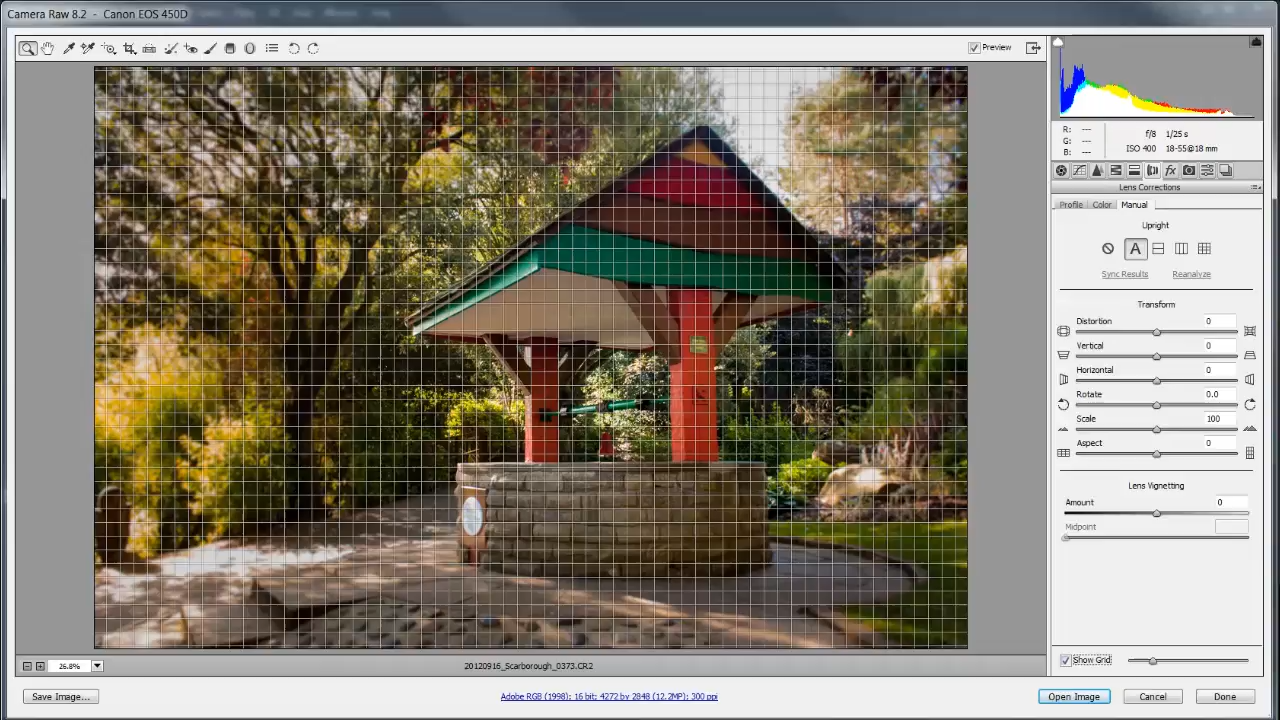 Camera Raw 8.2 - Canon EOS 450D
Preview
R: ---
G: ---
B: ---
f/8 1/25 s
ISO 400 18-55@18 mm
Lens Corrections
Profile Color Manual
Upright
A
Sync Results Reanalyze
Transform
Distortion 0
Vertical 0
Horizontal 0
Rotate 0.0
Scale 100
Aspect 0
Lens Vignetting
Amount 0
Midpoint
Show Grid
26.8%
20120916_Scarborough_0373.CR2
Save Image...
Adobe RGB (1998); 16 bit; 4272 by 2848 (12.2MP); 300 ppi
Open Image
Cancel
Done